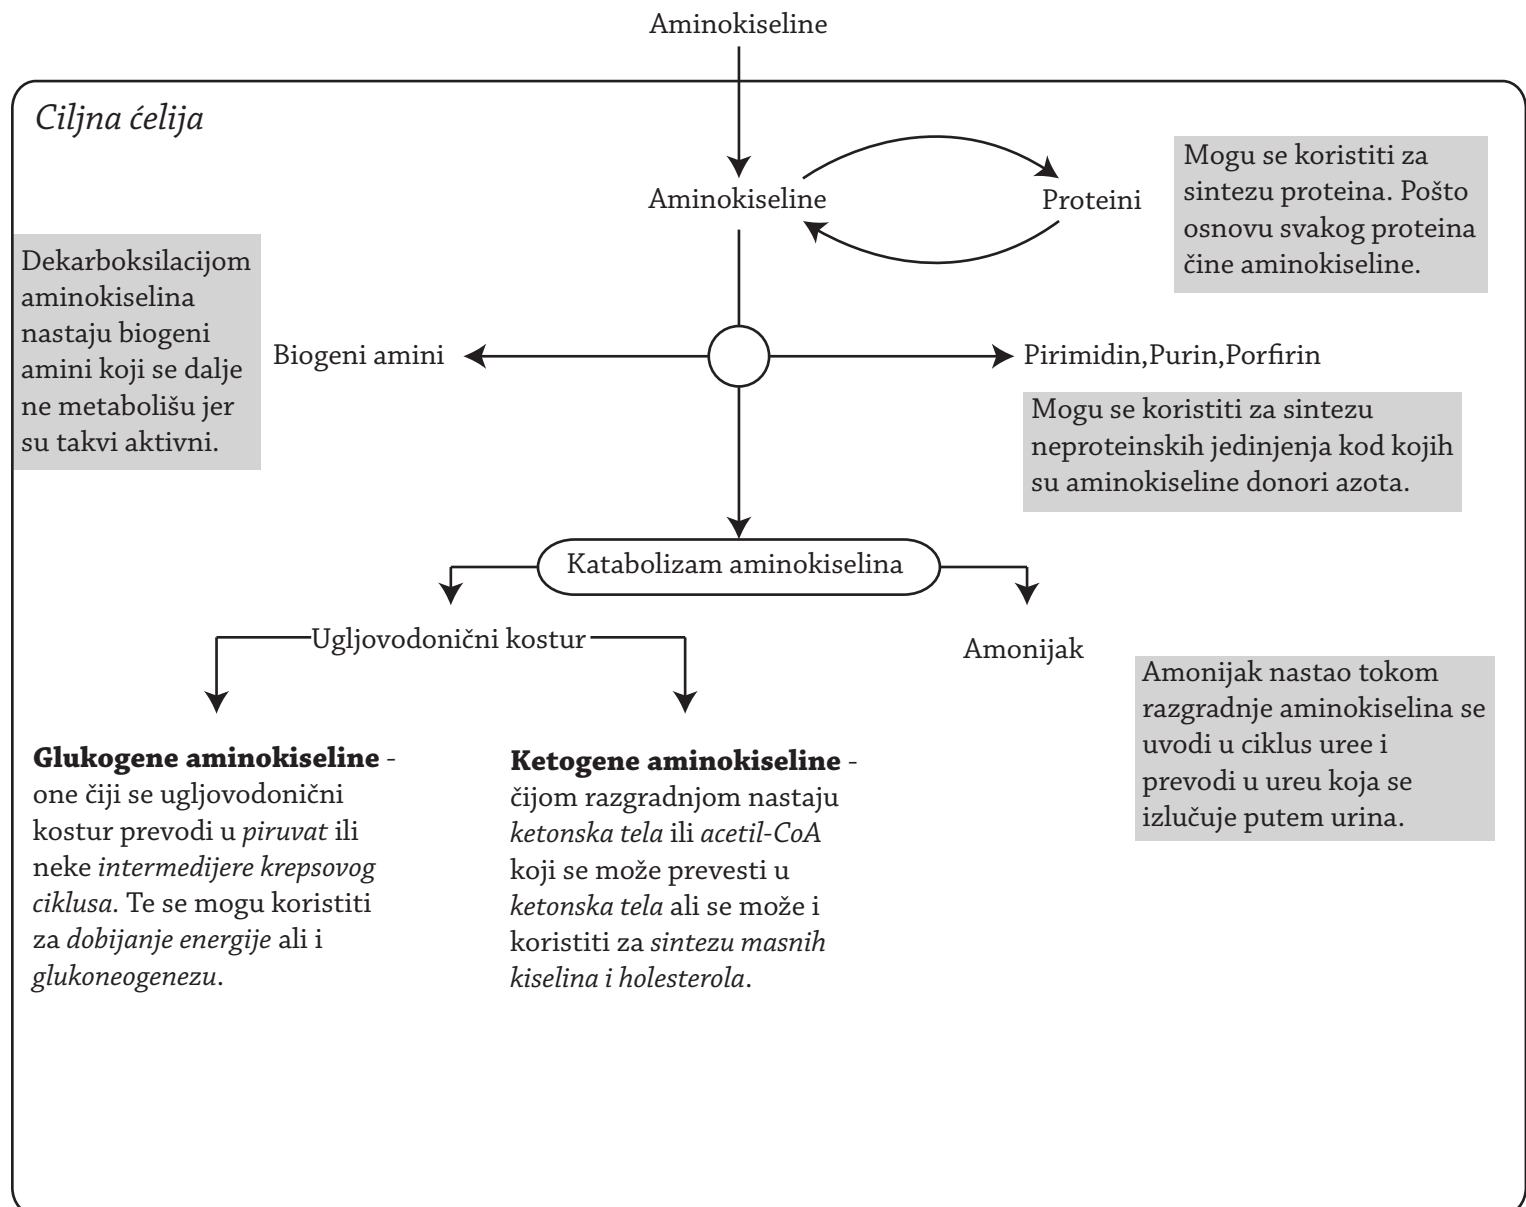 Aminokiseline
Ciljna ćelija
Aminokiseline
Proteini
Mogu se koristiti za
sintezu proteina. Pošto
osnovu svakog proteina
čine aminokiseline.
Dekarboksilacijom
aminokiselina
nastaju biogeni
amini koji se dalje
ne metabolišu jer
su takvi aktivni.
Biogeni amini
Pirimidin,Purin,Porfirin
Mogu se koristiti za sintezu
neproteinskih jedinjenja kod kojih
su aminokiseline donori azota.
Katabolizam aminokiselina
Ugljovodonični kostur
Amonijak
Amonijak nastao tokom
razgradnje aminokiselina se
uvodi u ciklus uree i
prevodi u ureu koja se
izlučuje putem urina.
Glukogene aminokiseline -
one čiji se ugljovodonični
kostur prevodi u piruvat ili
neke intermedijere krepsovog
ciklusa. Te se mogu koristiti
za dobijanje energije ali i
glukoneogenezu.
Ketogene aminokiseline -
čijom razgradnjom nastaju
ketonska tela ili acetil-CoA
koji se može prevesti u
ketonska tela ali se može i
koristiti za sintezu masnih
kiselina i holesterola.